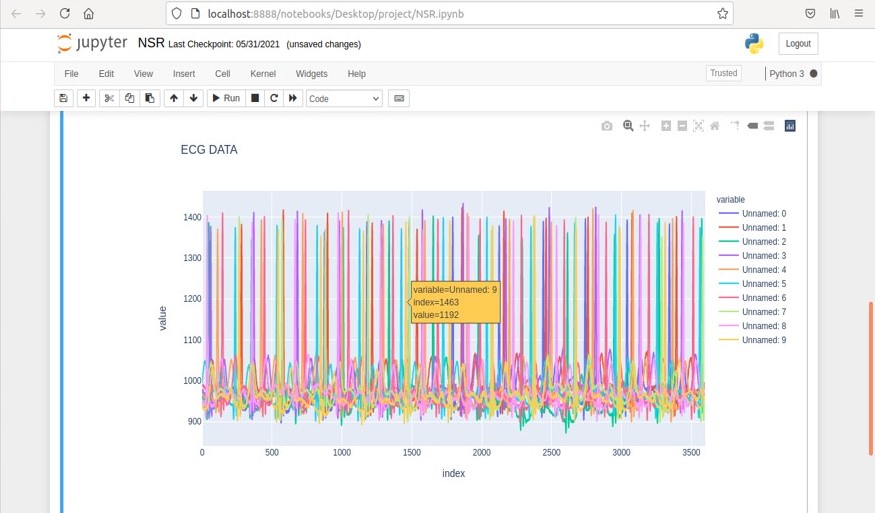 localhost:8888/notebooks/Desktop/project/NSR.ipynb
jupyter NSR Last Checkpoint: 05/31/2021 (unsaved changes)
Logout
File Edit View Insert Cell Kernel Widgets Help
Trusted
Python 3
Run
Code
ECG DATA
variable
Unnamed: 0
Unnamed: 1
Unnamed: 2
Unnamed: 3
Unnamed: 4
Unnamed: 5
Unnamed: 6
Unnamed: 7
Unnamed: 8
Unnamed: 9
value
1400
1300
1200
1100
1000
900
variable=Unnamed: 9
index=1463
value=1192
0 500 1000 1500 2000 2500 3000 3500
index